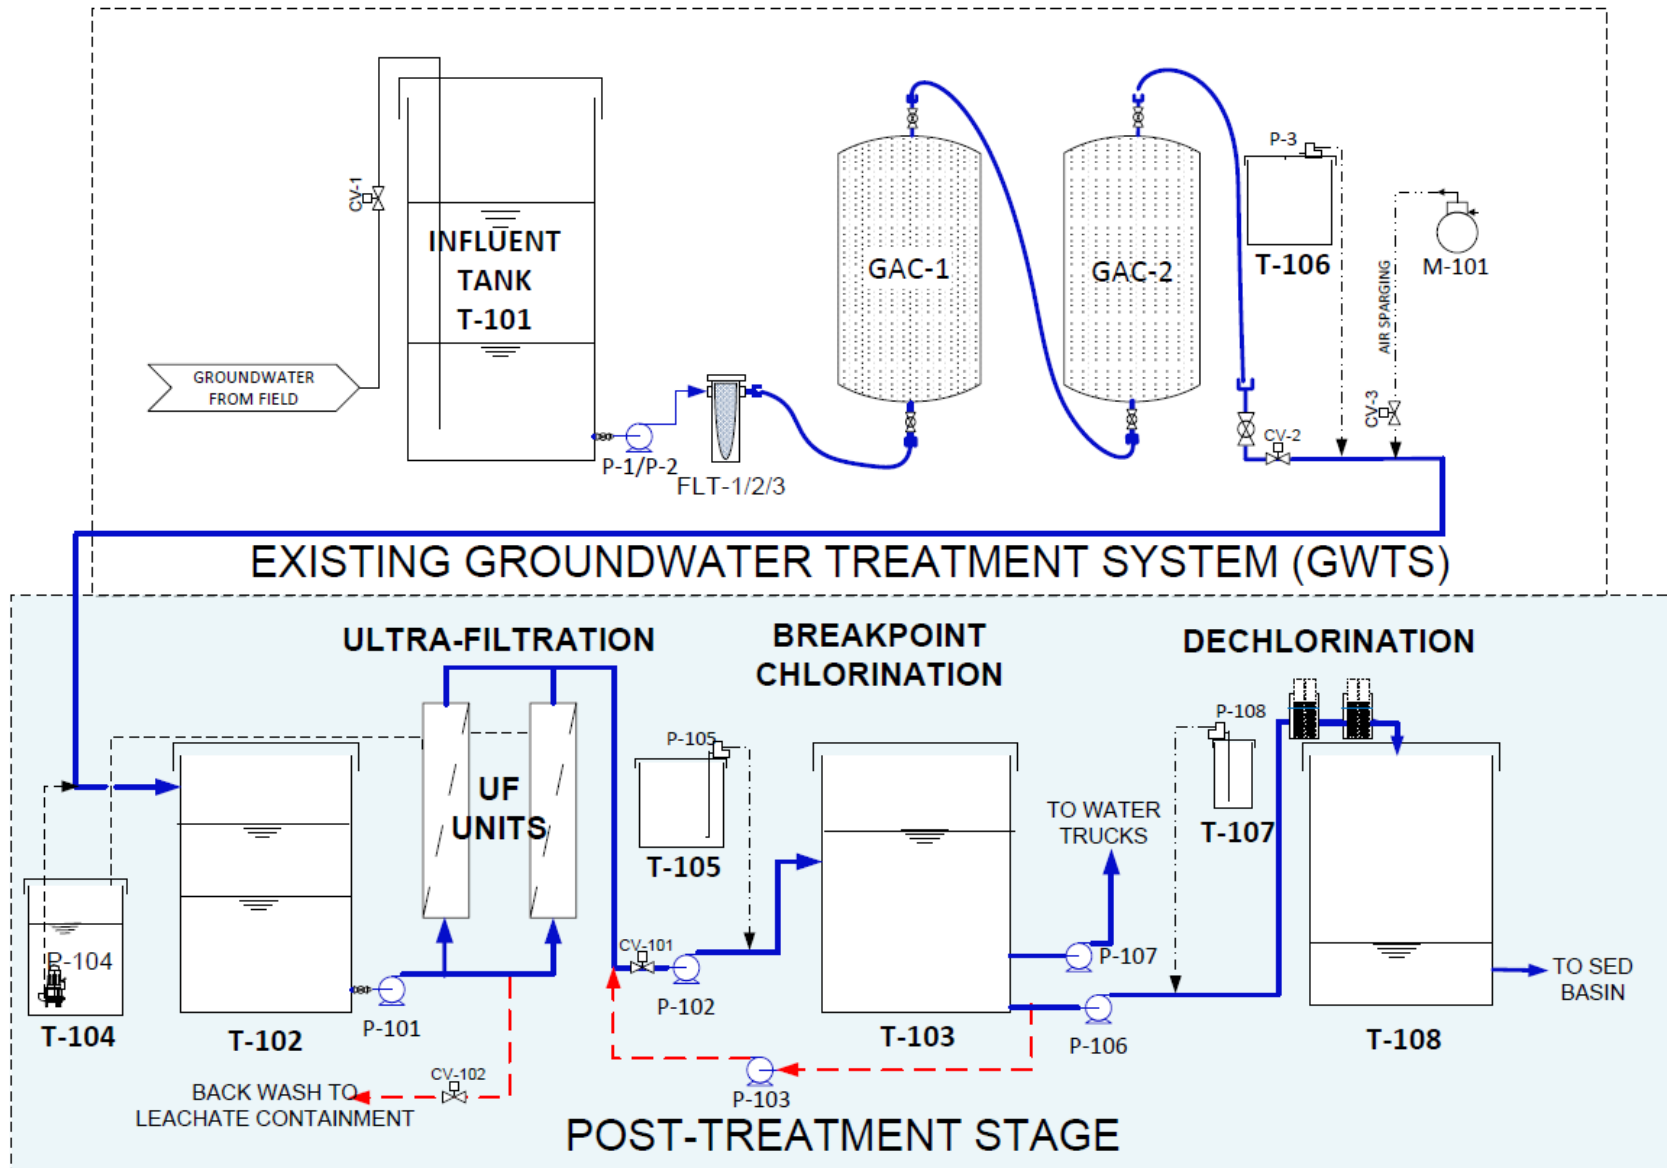 CV-1
INFLUENT
TANK
T-101
GROUNDWATER
FROM FIELD
P-1/P-2
FLT-1/2/3
GAC-1
GAC-2
P-3
T-106
AIR SPARGING
M-101
CV-3
CV-2
EXISTING GROUNDWATER TREATMENT SYSTEM (GWTS)
ULTRA-FILTRATION
BREAKPOINT
CHLORINATION
DECHLORINATION
P-104
T-104
T-102
P-101
UF
UNITS
CV-102
BACK WASH TO
LEACHATE CONTAINMENT
CV-101
P-102
P-105
T-105
P-103
T-103
TO WATER
TRUCKS
P-107
P-106
P-108
T-107
T-108
TO SED
BASIN
POST-TREATMENT STAGE